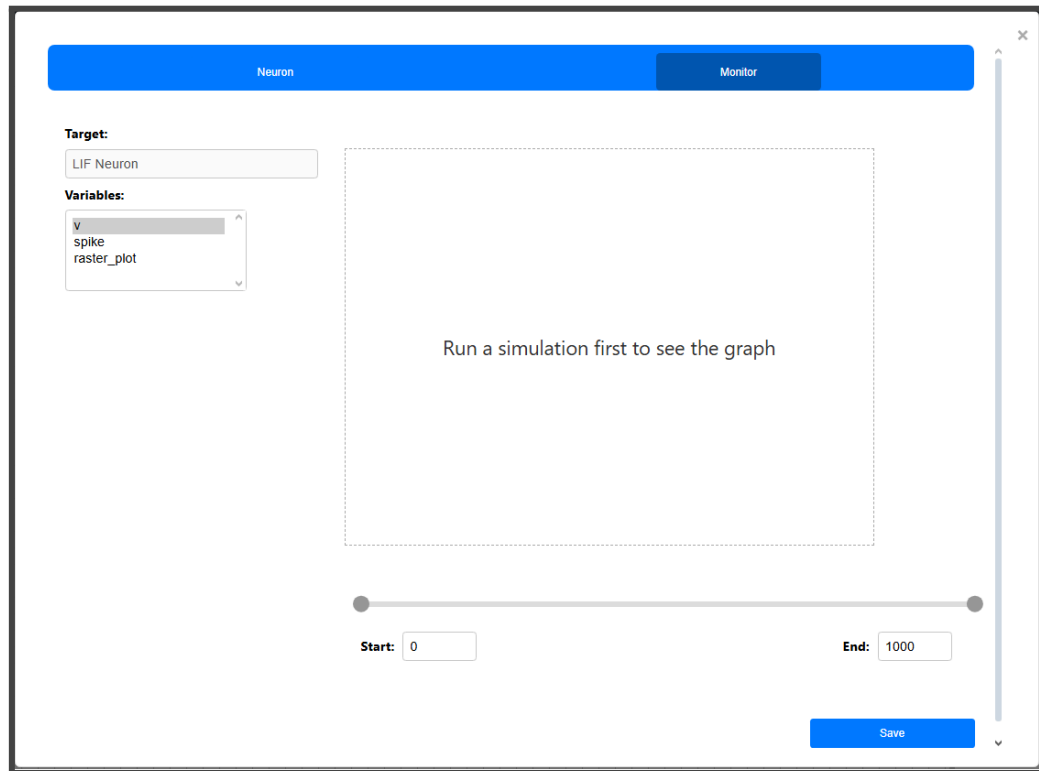 ×
Neuron Monitor
Target:
LIF Neuron
Variables:
v
spike
raster_plot
Run a simulation first to see the graph
Start: 0 End: 1000
Save